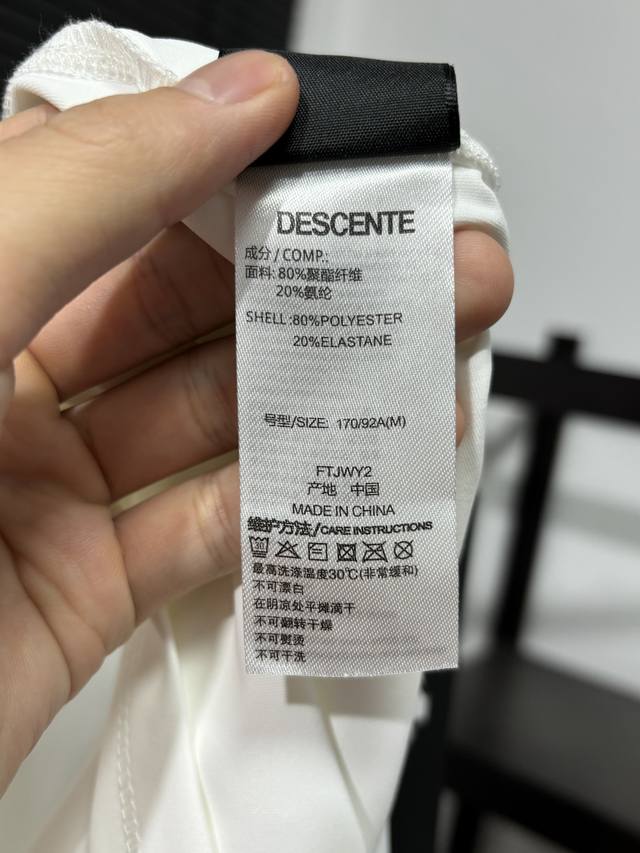 DESCENTE
成分/COMP.:
面料:80%聚酯纤维
20%氨纶
SHELL:80%POLYESTER
20%ELASTANE
号型/SIZE: 170/92A(M)
FTJWY2
产地 中国
MADE IN CHINA
维护方法/CARE INSTRUCTIONS
30
最高洗涤温度30℃(非常缓和)
不可漂白
在阴凉处平摊滴干
不可翻转干燥
不可熨烫
不可干洗